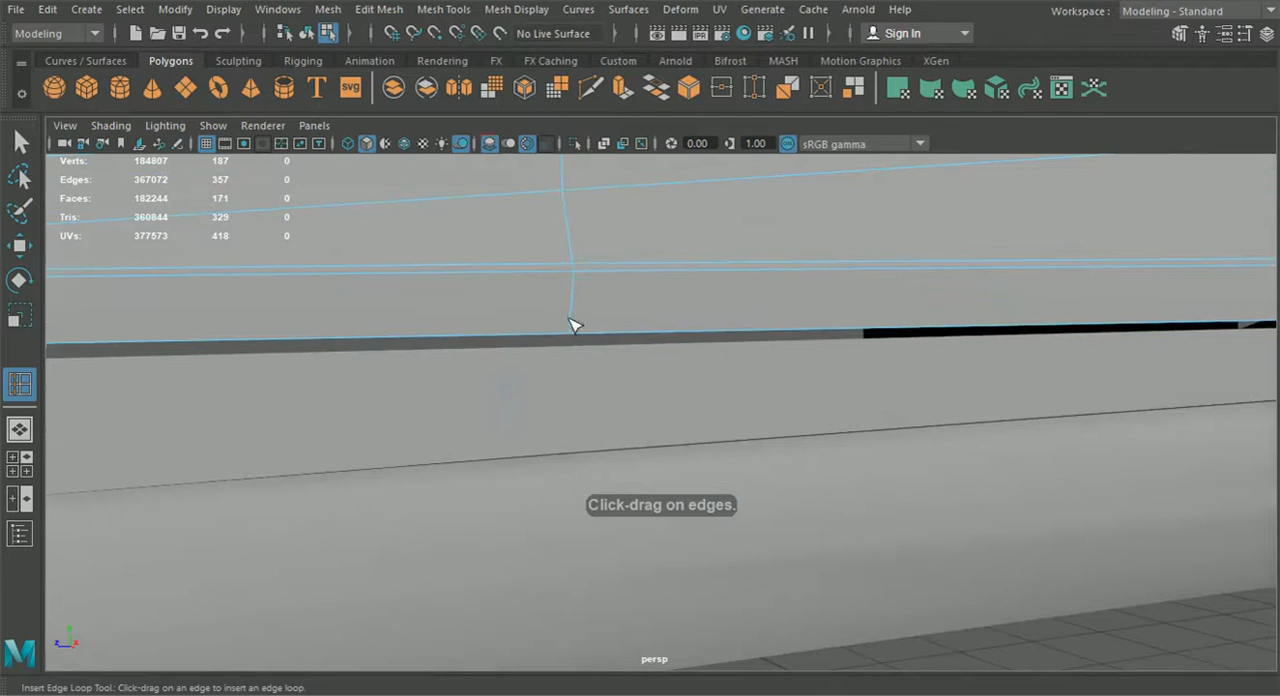 File Edit Create Select Modify Display Windows Mesh Edit Mesh Mesh Tools Mesh Display Curves Surfaces Deform UV Generate Cache Arnold Help Workspace : Modeling - Standard
Modeling No Live Surface Sign In
Curves / Surfaces Polygons Sculpting Rigging Animation Rendering FX FX Caching Custom Arnold Bifrost MASH Motion Graphics XGen
T SVG
View Shading Lighting Show Renderer Panels
0.00 1.00 sRGB gamma
Verts: 184807 187 0
Edges: 367072 357 0
Faces: 182244 171 0
Tris: 360844 329 0
UVs: 377573 418 0
Click-drag on edges.
z x
persp
M
Insert Edge Loop Tool: Click-drag on an edge to insert an edge loop.